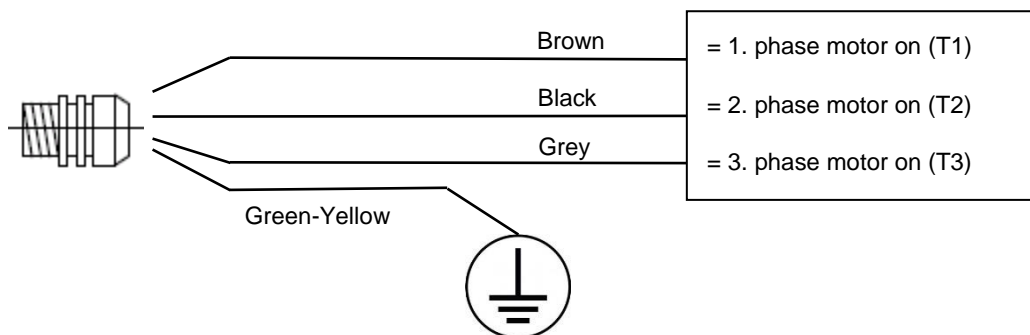 Brown
= 1. phase motor on (T1)
Black
= 2. phase motor on (T2)
Grey
= 3. phase motor on (T3)
Green-Yellow